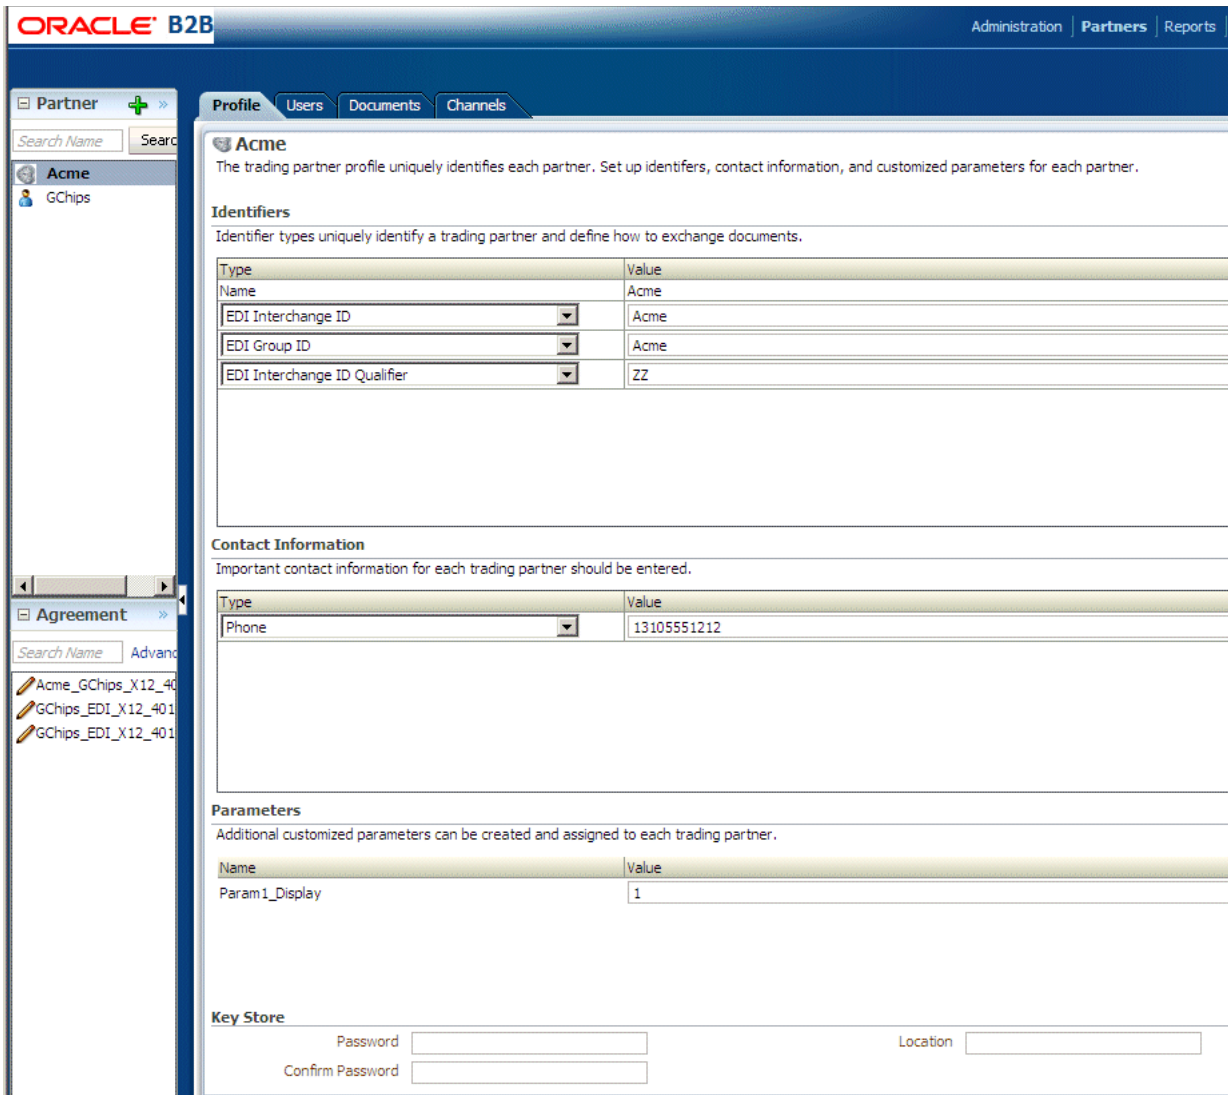 ORACLE B2B
Administration Partners Reports
Partner
Search Name Searc
Acme
GChips
Profile Users Documents Channels
Acme
The trading partner profile uniquely identifies each partner. Set up identifers, contact information, and customized parameters for each partner.
Identifiers
Identifier types uniquely identify a trading partner and define how to exchange documents.
Type Value
Name Acme
EDI Interchange ID Acme
EDI Group ID Acme
EDI Interchange ID Qualifier ZZ
Contact Information
Important contact information for each trading partner should be entered.
Type Value
Phone 13105551212
Agreement
Search Name Advanc
Acme_GChips_X12_40
GChips_EDI_X12_401
GChips_EDI_X12_401
Parameters
Additional customized parameters can be created and assigned to each trading partner.
Name Value
Param1_Display 1
Key Store
Password Location
Confirm Password